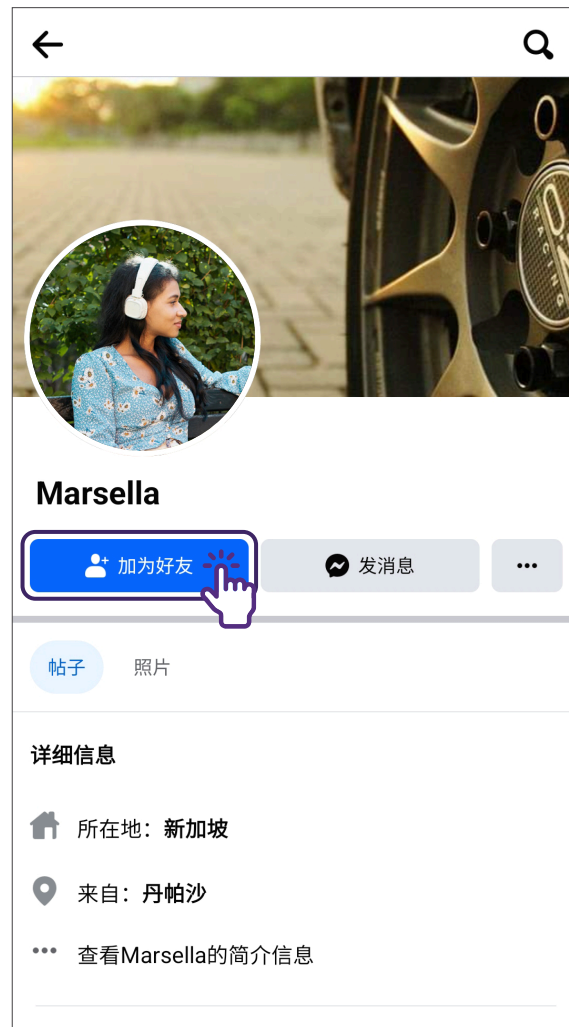 RACING
Marsella
加为好友
发消息
帖子
照片
详细信息
所在地：新加坡
来自：丹帕沙
查看Marsella的简介信息